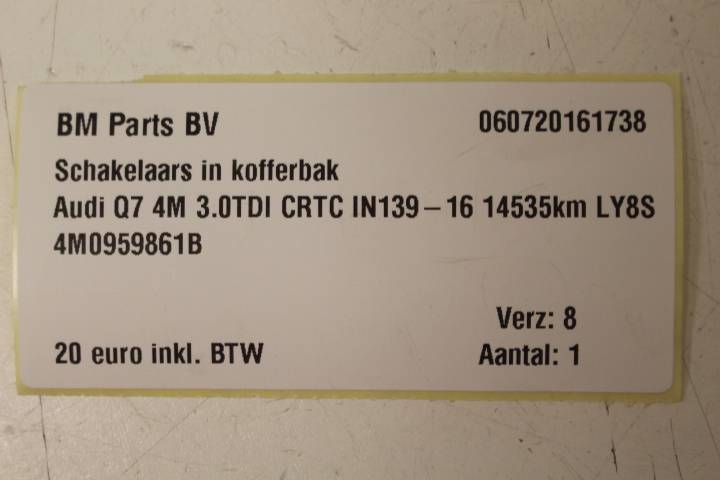 BM Parts BV 060720161738
Schakelaars in kofferbak
Audi Q7 4M 3.0TDI CRTC IN139-16 14535km LY8S
4M0959861B
Verz: 8
20 euro inkl. BTW Aantal: 1